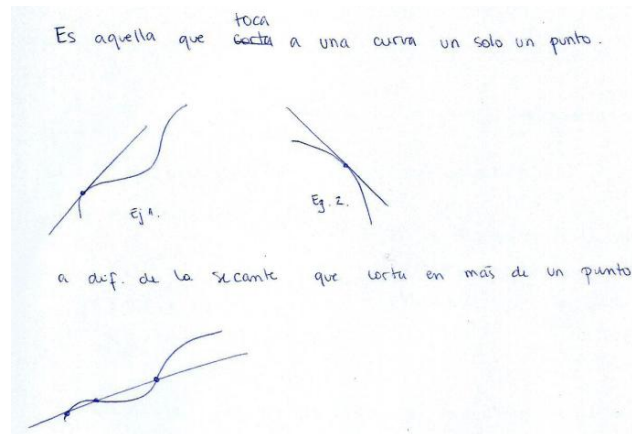 toca
Es aquella que corta a una curva un solo un punto.
Ej 1.
Eg. 2.
a dif. de la secante que corta en más de un punto